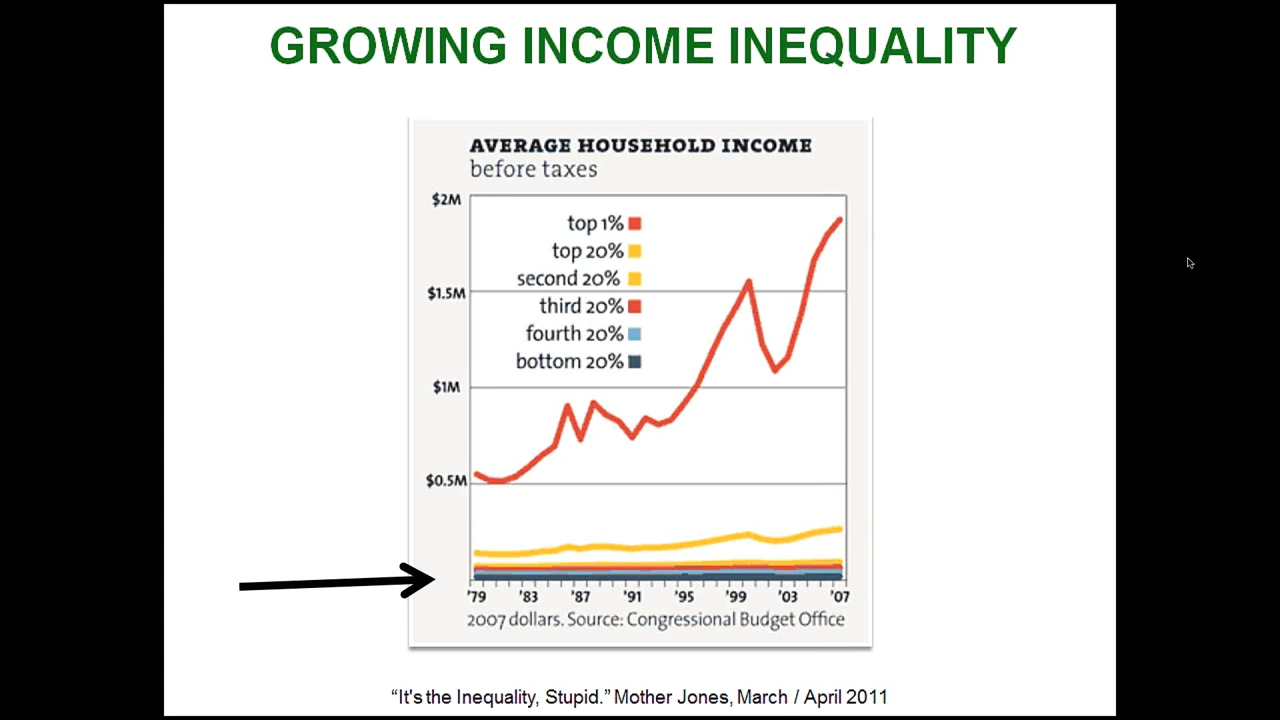 GROWING INCOME INEQUALITY
AVERAGE HOUSEHOLD INCOME
before taxes
$2M
top 1%
top 20%
second 20%
$1.5M
third 20%
fourth 20%
bottom 20%
$1M
$0.5M
'79 '83 '87 '91 '95 '99 '03 '07
2007 dollars. Source: Congressional Budget Office
“It's the Inequality, Stupid.” Mother Jones, March / April 2011